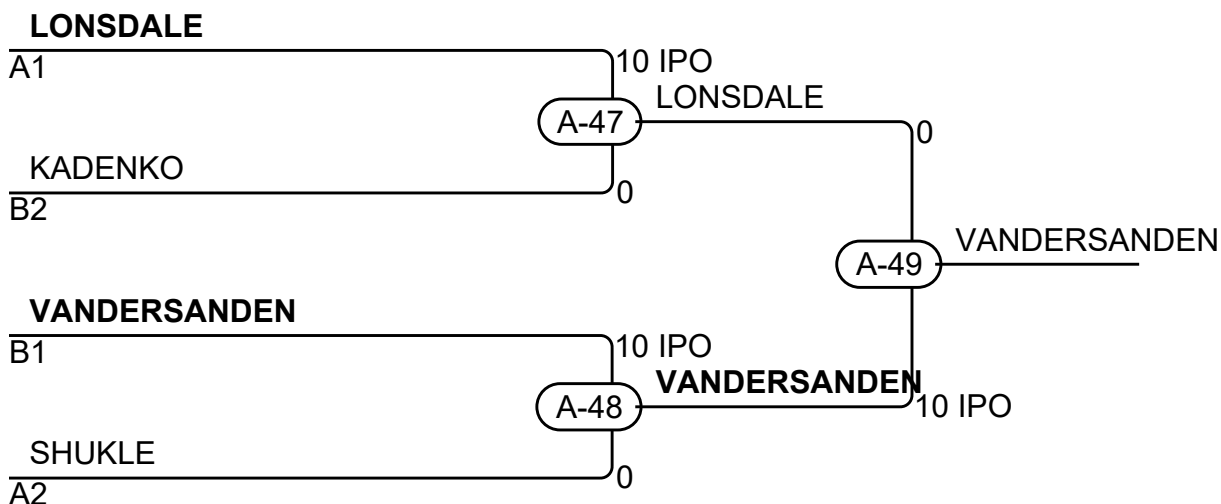 LONSDALE
A1
10 IPO
LONSDALE
A-47
0
KADENKO
B2
0
VANDERSANDEN
A-49
VANDERSANDEN
B1
10 IPO
VANDERSANDEN
A-48
10 IPO
SHUKLE
A2
0